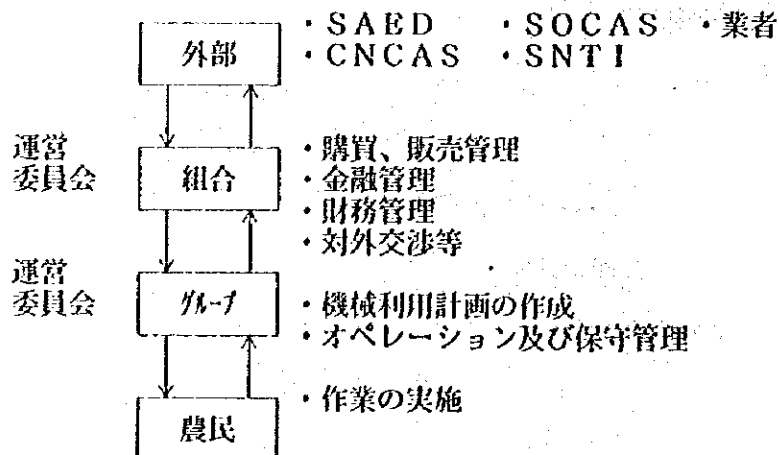 外部
・SAED ・SOCAS ・業者
・CNCAS ・SNTI
運営
委員会
組合
・購買、販売管理
・金融管理
・財務管理
・対外交渉等
運営
委員会
グループ
・機械利用計画の作成
・オペレーション及び保守管理
農民
・作業の実施